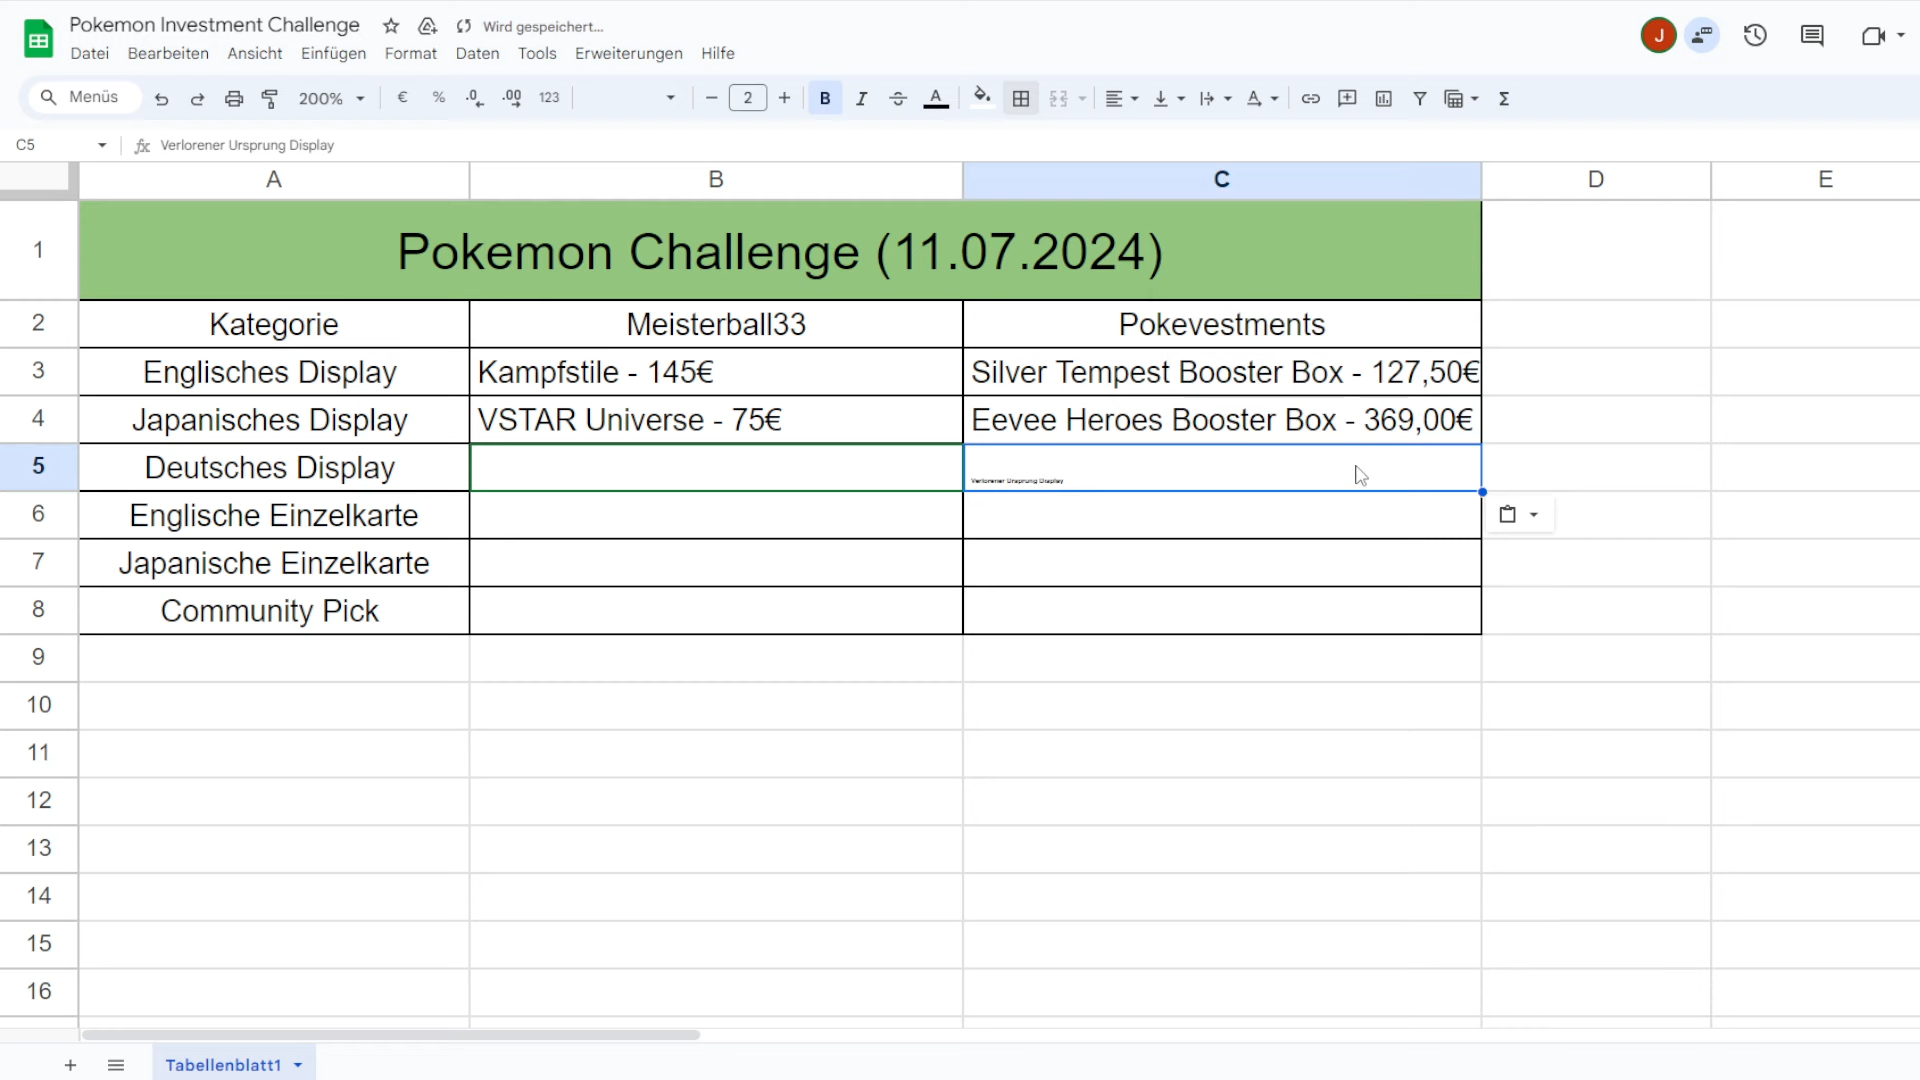 Pokemon Investment Challenge Wird gespeichert...
Datei Bearbeiten Ansicht Einfügen Format Daten Tools Erweiterungen Hilfe
J
Menüs 200% € % .0 .00 123 2 B I A Σ
C5 fx Verlorener Ursprung Display
A B C D E
1 Pokemon Challenge (11.07.2024)
2 Kategorie Meisterball33 Pokevestments
3 Englisches Display Kampfstile - 145€ Silver Tempest Booster Box - 127,50€
4 Japanisches Display VSTAR Universe - 75€ Eevee Heroes Booster Box - 369,00€
5 Deutsches Display Verlorener Ursprung Display
6 Englische Einzelkarte
7 Japanische Einzelkarte
8 Community Pick
9
10
11
12
13
14
15
16
Tabellenblatt1